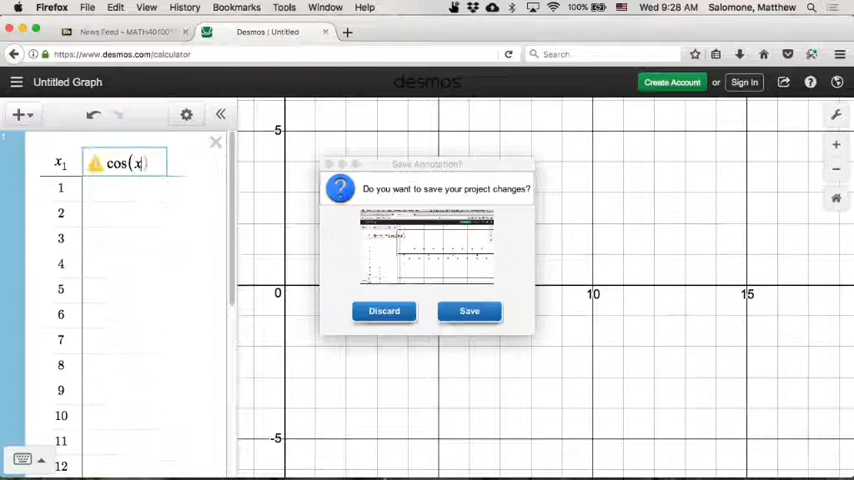 Firefox File Edit View History Bookmarks Tools Window Help 100% Wed 9:28 AM Salomone, Matthew
News Feed – MATH40100 Desmos | Untitled
https://www.desmos.com/calculator Search
Untitled Graph desmos Create Account or Sign In
x₁ cos(x)
1
2
3
4
5
6
7
8
9
10
11
12
5
0 10 15
-5
Save Annotation?
Do you want to save your project changes?
Discard Save